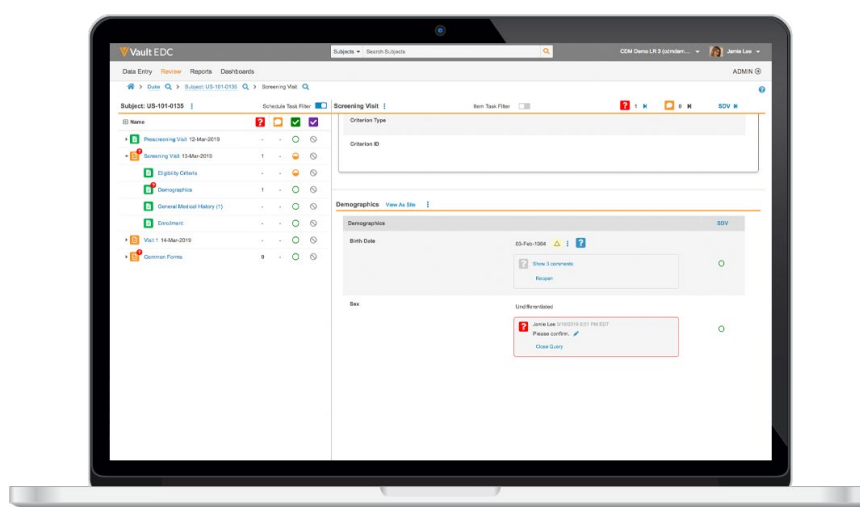 Vault EDC
Subjects Search Subjects
CDM Demo LR 3 (cdmdem... Jamie Lee
Data Entry Review Reports Dashboards
ADMIN
Duke > Subject: US-101-0135 > Screening Visit
Subject: US-101-0135 Schedule Task Filter
Screening Visit Item Task Filter ? 1 0 SDV
Name ?
Prescreening Visit 12-Mar-2019 - -
Screening Visit 13-Mar-2019 1 -
Eligibility Criteria - -
Demographics 1 -
General Medical History (1) - -
Enrollment - -
Visit 1 14-Mar-2019 - -
Common Forms -
Criterion Type
Criterion ID
Demographics View As Site
Demographics SDV
Birth Date 03-Feb-1984 ?
? Show 3 comments
Reopen
Sex Undifferentiated
? Jamie Lee
Please confirm.
Close Query